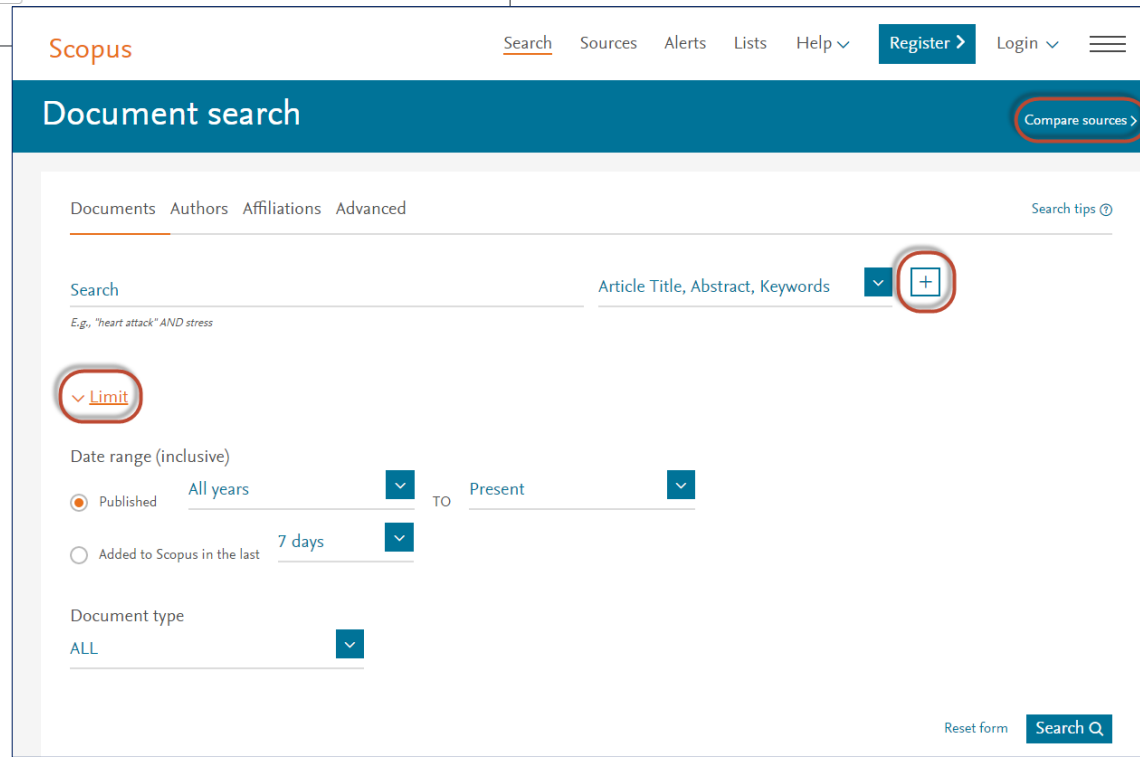 Scopus
Search Sources Alerts Lists Help Register Login
Document search
Compare sources
Documents Authors Affiliations Advanced
Search tips
Search
Article Title, Abstract, Keywords
E.g., "heart attack" AND stress
Limit
Date range (inclusive)
Published All years TO Present
Added to Scopus in the last 7 days
Document type
ALL
Reset form Search